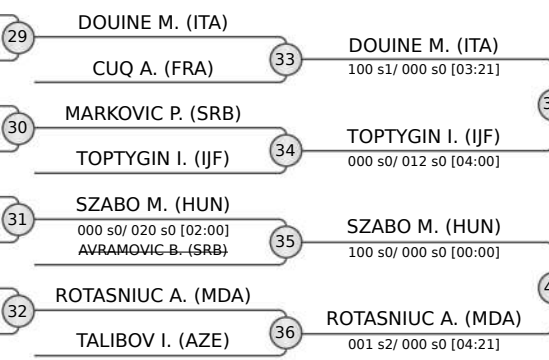 29
DOUINE M. (ITA)
CUQ A. (FRA)
33
DOUINE M. (ITA)
100 s1/ 000 s0 [03:21]
30
MARKOVIC P. (SRB)
TOPTYGIN I. (IJF)
34
TOPTYGIN I. (IJF)
000 s0/ 012 s0 [04:00]
31
SZABO M. (HUN)
000 s0/ 020 s0 [02:00]
AVRAMOVIC B. (SRB)
35
SZABO M. (HUN)
100 s0/ 000 s0 [00:00]
32
ROTASNIUC A. (MDA)
TALIBOV I. (AZE)
36
ROTASNIUC A. (MDA)
001 s2/ 000 s0 [04:21]